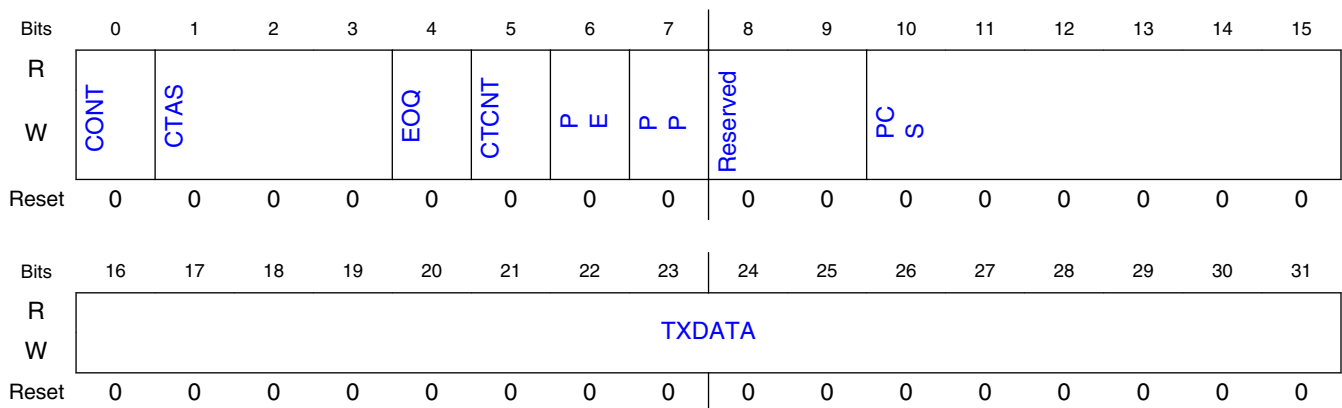 Bits 0 1 2 3 4 5 6 7 8 9 10 11 12 13 14 15
R
W
CONT CTAS EOQ CTCNT P E P P Reserved PC S
Reset 0 0 0 0 0 0 0 0 0 0 0 0 0 0 0 0
Bits 16 17 18 19 20 21 22 23 24 25 26 27 28 29 30 31
R
TXDATA
W
Reset 0 0 0 0 0 0 0 0 0 0 0 0 0 0 0 0